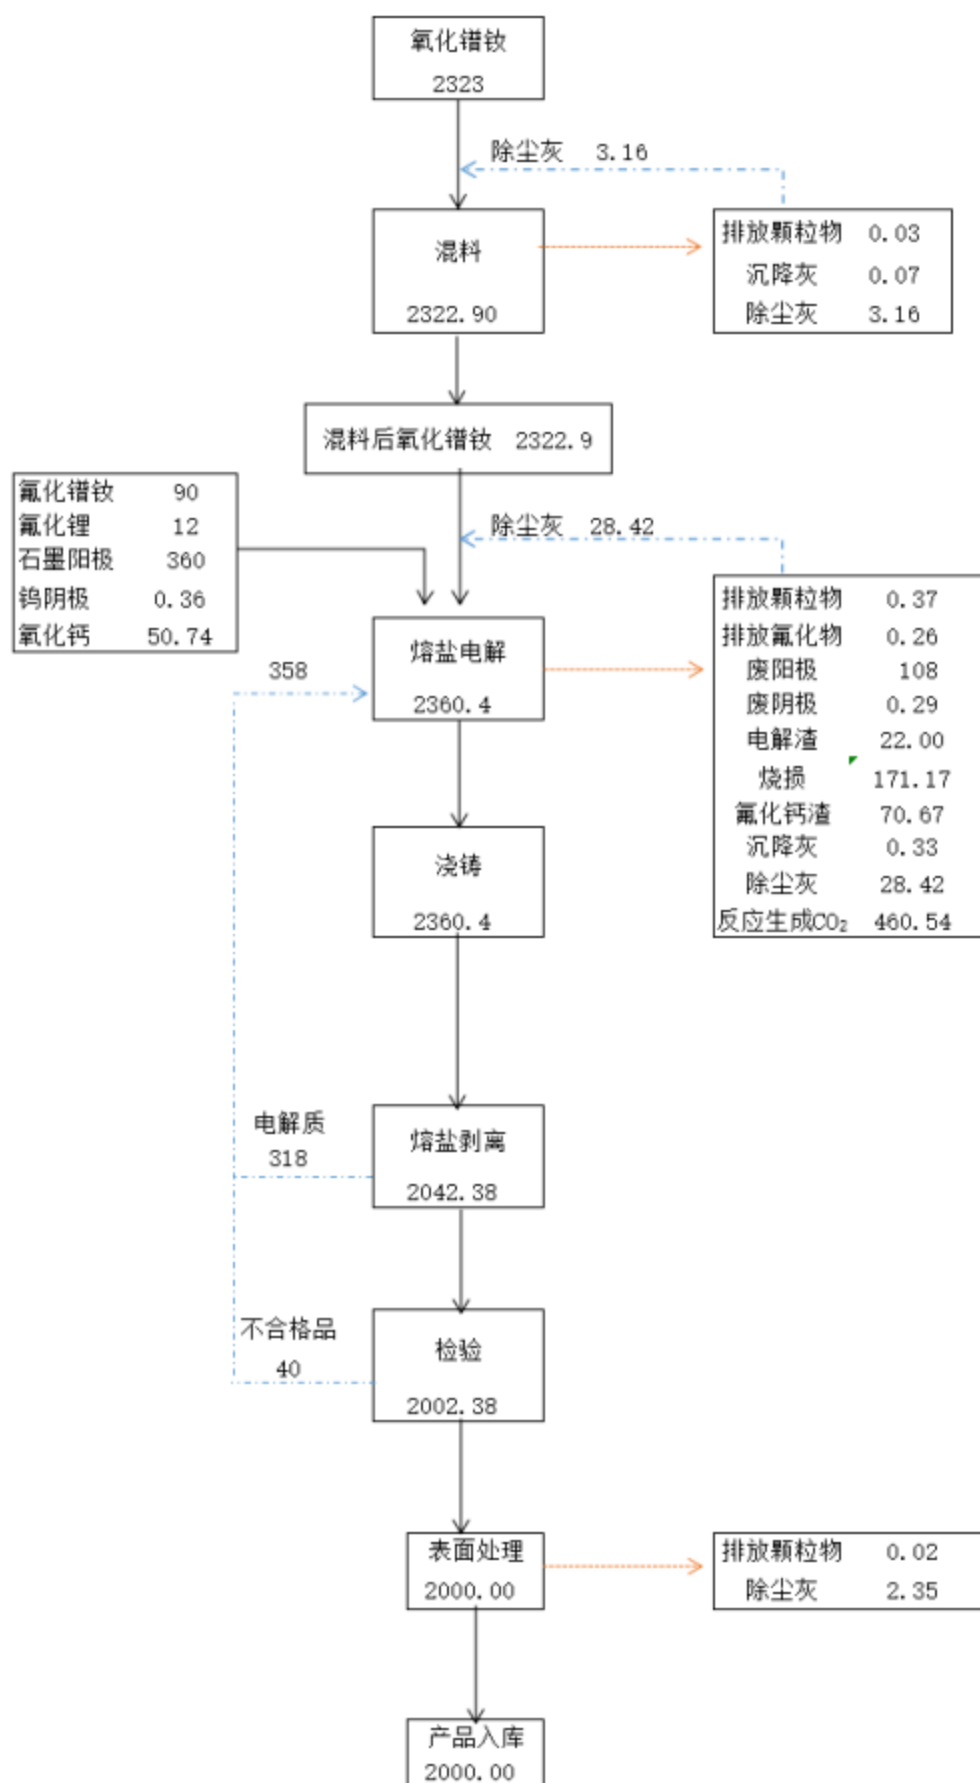 氧化镨钕
2323
除尘灰 3.16
混料
2322.90
排放颗粒物 0.03
沉降灰 0.07
除尘灰 3.16
混料后氧化镨钕 2322.9
氟化镨钕 90
氟化锂 12
石墨阳极 360
钨阴极 0.36
氧化钙 50.74
除尘灰 28.42
358
熔盐电解
2360.4
排放颗粒物 0.37
排放氟化物 0.26
废阳极 108
废阴极 0.29
电解渣 22.00
烧损 171.17
氟化钙渣 70.67
沉降灰 0.33
除尘灰 28.42
反应生成CO₂ 460.54
浇铸
2360.4
电解质
318
熔盐剥离
2042.38
不合格品
40
检验
2002.38
表面处理
2000.00
排放颗粒物 0.02
除尘灰 2.35
产品入库
2000.00